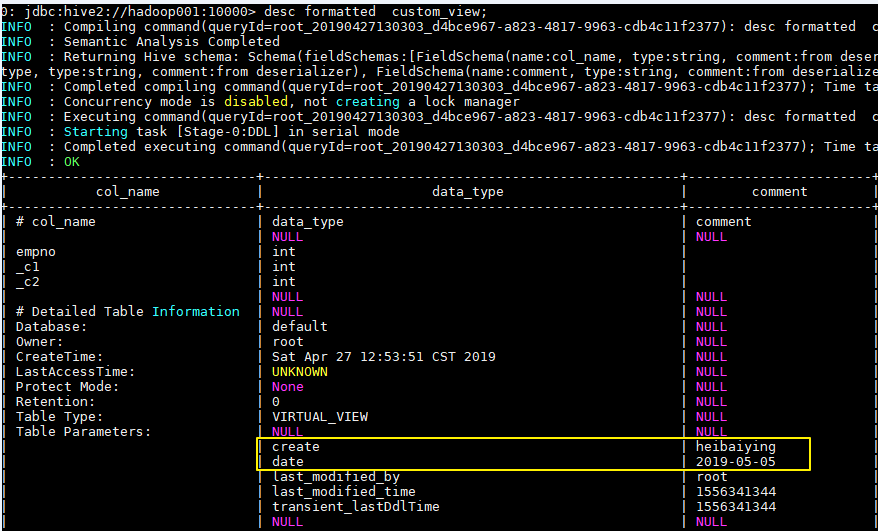 0: jdbc:hive2://hadoop001:10000> desc formatted  custom_view;
INFO  : Compiling command(queryId=root_20190427130303_d4bce967-a823-4817-9963-cdb4c11f2377): desc formatted  c
INFO  : Semantic Analysis Completed
INFO  : Returning Hive schema: Schema(fieldSchemas:[FieldSchema(name:col_name, type:string, comment:from deser
type, type:string, comment:from deserializer), FieldSchema(name:comment, type:string, comment:from deserialize
INFO  : Completed compiling command(queryId=root_20190427130303_d4bce967-a823-4817-9963-cdb4c11f2377); Time ta
INFO  : Concurrency mode is disabled, not creating a lock manager
INFO  : Executing command(queryId=root_20190427130303_d4bce967-a823-4817-9963-cdb4c11f2377): desc formatted  c
INFO  : Starting task [Stage-0:DDL] in serial mode
INFO  : Completed executing command(queryId=root_20190427130303_d4bce967-a823-4817-9963-cdb4c11f2377); Time ta
INFO  : OK
| col_name | data_type | comment |
| # col_name | data_type | comment |
| | NULL | NULL |
| empno | int | |
| _c1 | int | |
| _c2 | int | |
| | NULL | NULL |
| # Detailed Table Information | NULL | NULL |
| Database: | default | NULL |
| Owner: | root | NULL |
| CreateTime: | Sat Apr 27 12:53:51 CST 2019 | NULL |
| LastAccessTime: | UNKNOWN | NULL |
| Protect Mode: | None | NULL |
| Retention: | 0 | NULL |
| Table Type: | VIRTUAL_VIEW | NULL |
| Table Parameters: | NULL | NULL |
| | create | heibaiying |
| | date | 2019-05-05 |
| | last_modified_by | root |
| | last_modified_time | 1556341344 |
| | transient_lastDdlTime | 1556341344 |
| | NULL | NULL |